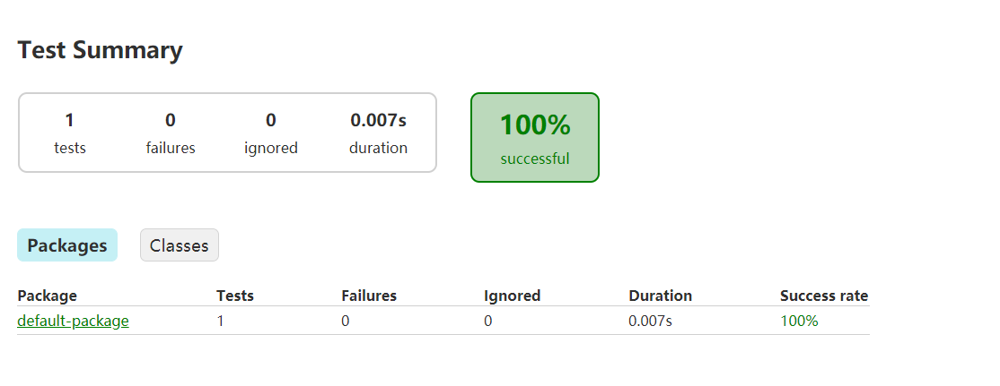 Test Summary
1 0 0 0.007s
tests failures ignored duration
100%
successful
Packages Classes
Package Tests Failures Ignored Duration Success rate
default-package 1 0 0 0.007s 100%